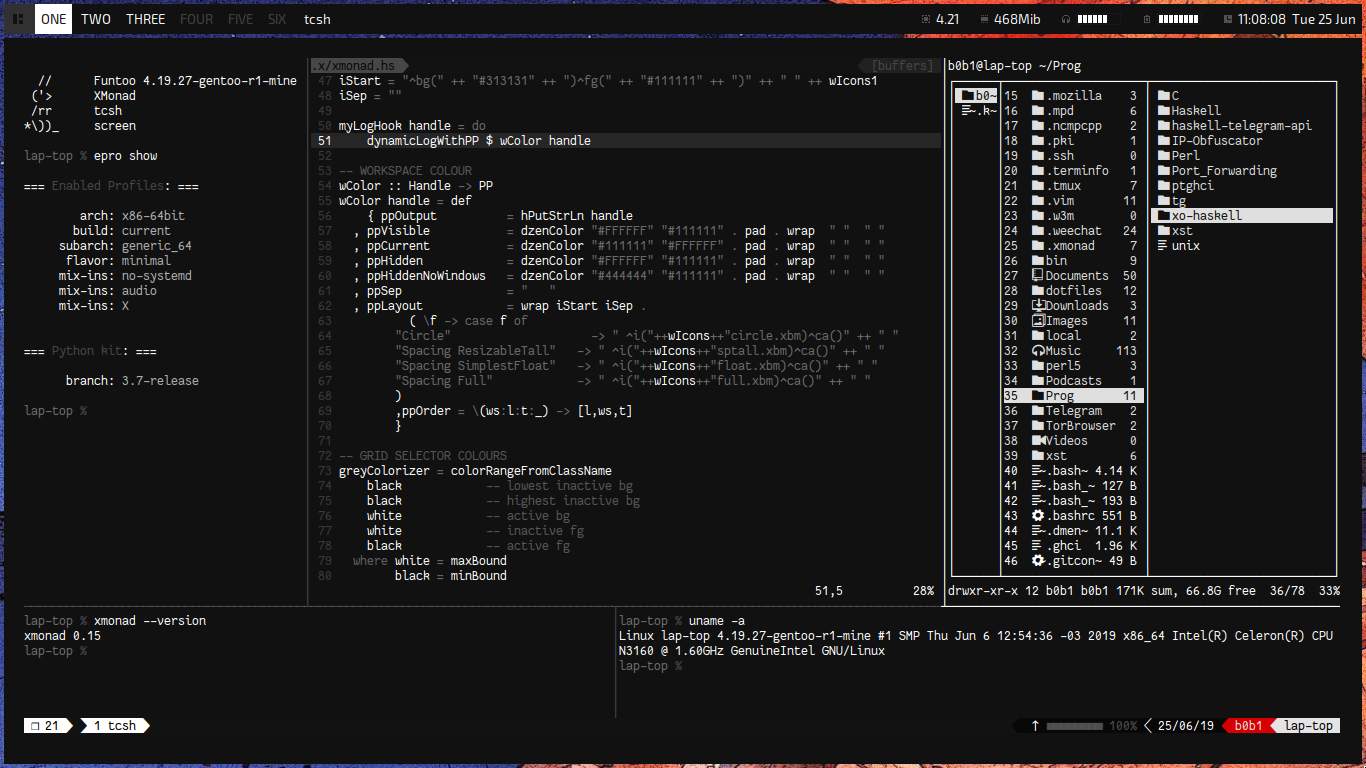 ONE TWO THREE FOUR FIVE SIX tcsh 4.21 468Mib 11:08:08 Tue 25 Jun
// Funtoo 4.19.27-gentoo-r1-mine
('> XMonad
/rr tcsh
*\))_ screen
lap-top % epro show
=== Enabled Profiles: ===
arch: x86-64bit
build: current
subarch: generic_64
flavor: minimal
mix-ins: no-systemd
mix-ins: audio
mix-ins: X
=== Python kit: ===
branch: 3.7-release
lap-top %
.x/xmonad.hs [buffers]
47 iStart = "^bg(" ++ "#313131" ++ ")^fg(" ++ "#111111" ++ ")" ++ " " ++ wIcons1
48 iSep = ""
49
50 myLogHook handle = do
51 dynamicLogWithPP $ wColor handle
52
53 -- WORKSPACE COLOUR
54 wColor :: Handle -> PP
55 wColor handle = def
56 { ppOutput = hPutStrLn handle
57 , ppVisible = dzenColor "#FFFFFF" "#111111" . pad . wrap " " " "
58 , ppCurrent = dzenColor "#111111" "#FFFFFF" . pad . wrap " " " "
59 , ppHidden = dzenColor "#FFFFFF" "#111111" . pad . wrap " " " "
60 , ppHiddenNoWindows = dzenColor "#444444" "#111111" . pad . wrap " " " "
61 , ppSep = " "
62 , ppLayout = wrap iStart iSep .
63 ( \f -> case f of
64 "Circle" -> " ^i("++wIcons++"circle.xbm)^ca()" ++ " "
65 "Spacing ResizableTall" -> " ^i("++wIcons++"sptall.xbm)^ca()" ++ " "
66 "Spacing SimplestFloat" -> " ^i("++wIcons++"float.xbm)^ca()" ++ " "
67 "Spacing Full" -> " ^i("++wIcons++"full.xbm)^ca()" ++ " "
68 )
69 ,ppOrder = \(ws:l:t:_) -> [l,ws,t]
70 }
71
72 -- GRID SELECTOR COLOURS
73 greyColorizer = colorRangeFromClassName
74 black -- lowest inactive bg
75 black -- highest inactive bg
76 white -- active bg
77 white -- inactive fg
78 black -- active fg
79 where white = maxBound
80 black = minBound
51,5 28%
b0b1@lap-top ~/Prog
b0~
.k~
15 .mozilla 3
16 .mpd 6
17 .ncmpcpp 2
18 .pki 1
19 .ssh 0
20 .terminfo 1
21 .tmux 7
22 .vim 11
23 .w3m 0
24 .weechat 24
25 .xmonad 7
26 bin 9
27 Documents 50
28 dotfiles 12
29 Downloads 3
30 Images 11
31 local 2
32 Music 113
33 perl5 3
34 Podcasts 1
35 Prog 11
36 Telegram 2
37 TorBrowser 2
38 Videos 0
39 xst 6
40 .bash~ 4.14 K
41 .bash_~ 127 B
42 .bash_~ 193 B
43 .bashrc 551 B
44 .dmen~ 11.1 K
45 .ghci 1.96 K
46 .gitcon~ 49 B
C
Haskell
haskell-telegram-api
IP-Obfuscator
Perl
Port_Forwarding
ptghci
tg
xo-haskell
xst
unix
drwxr-xr-x 12 b0b1 b0b1 171K sum, 66.8G free 36/78 33%
lap-top % xmonad --version
xmonad 0.15
lap-top %
lap-top % uname -a
Linux lap-top 4.19.27-gentoo-r1-mine #1 SMP Thu Jun 6 12:54:36 -03 2019 x86_64 Intel(R) Celeron(R) CPU
N3160 @ 1.60GHz GenuineIntel GNU/Linux
lap-top %
❐ 21 1 tcsh ↑ 100% 25/06/19 b0b1 lap-top